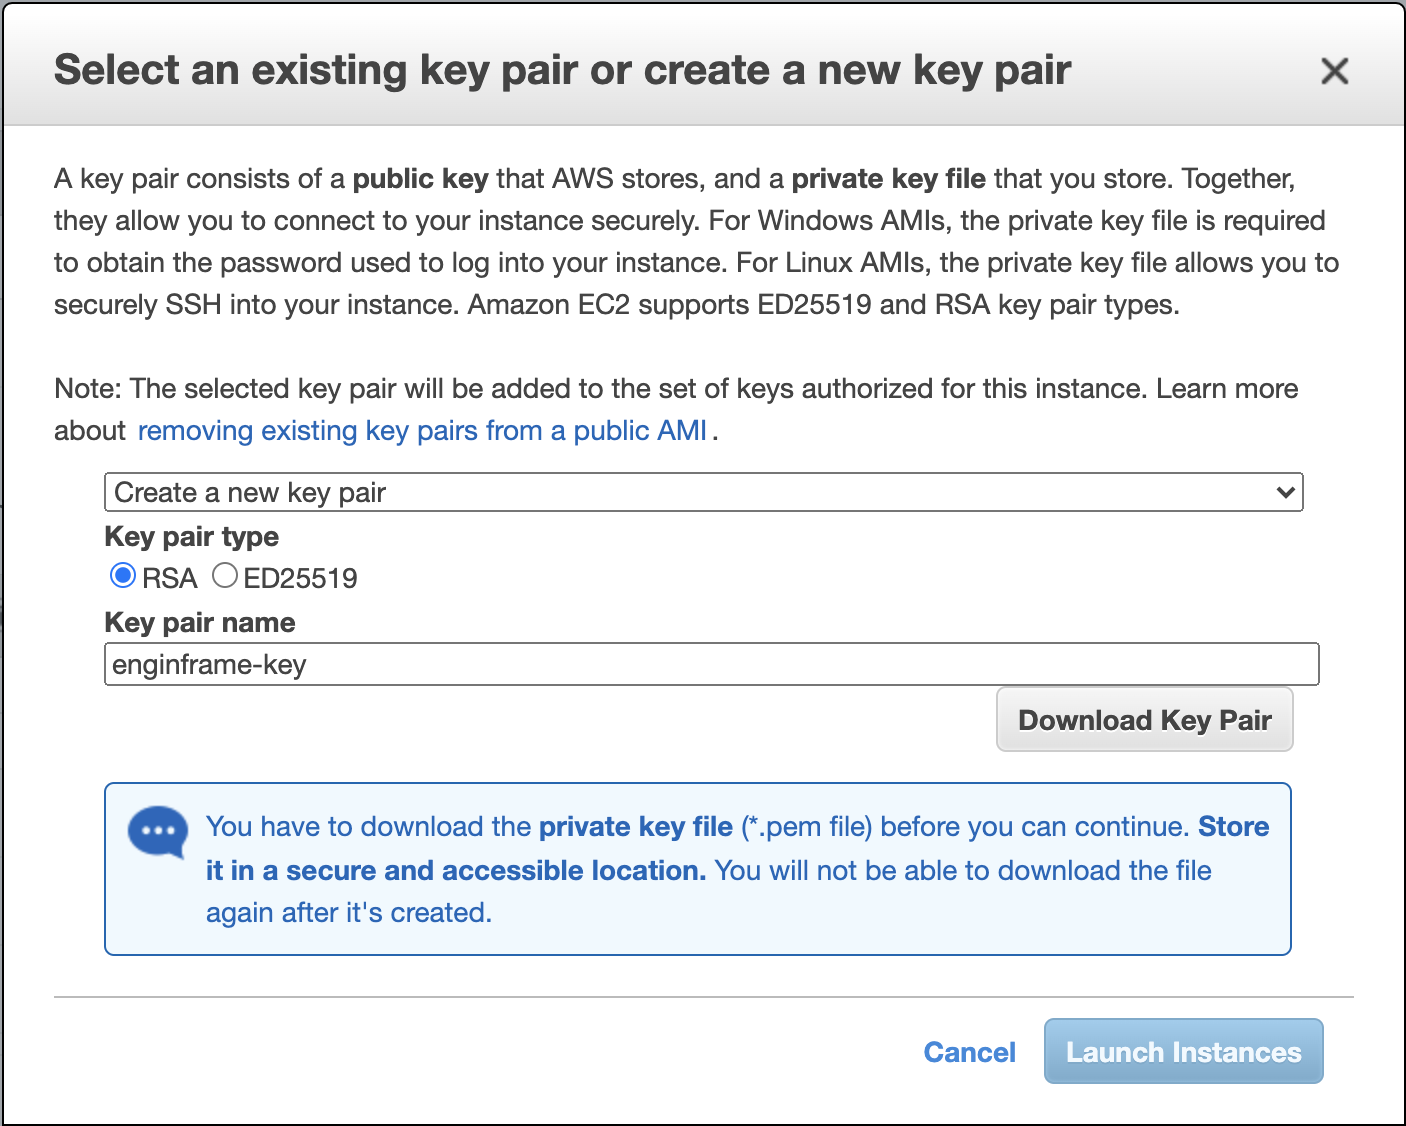 Select an existing key pair or create a new key pair
A key pair consists of a public key that AWS stores, and a private key file that you store. Together,
they allow you to connect to your instance securely. For Windows AMIs, the private key file is required
to obtain the password used to log into your instance. For Linux AMIs, the private key file allows you to
securely SSH into your instance. Amazon EC2 supports ED25519 and RSA key pair types.
Note: The selected key pair will be added to the set of keys authorized for this instance. Learn more
about removing existing key pairs from a public AMI.
Create a new key pair
Key pair type
RSA ED25519
Key pair name
enginframe-key
Download Key Pair
You have to download the private key file (*.pem file) before you can continue. Store
it in a secure and accessible location. You will not be able to download the file
again after it's created.
Cancel Launch Instances